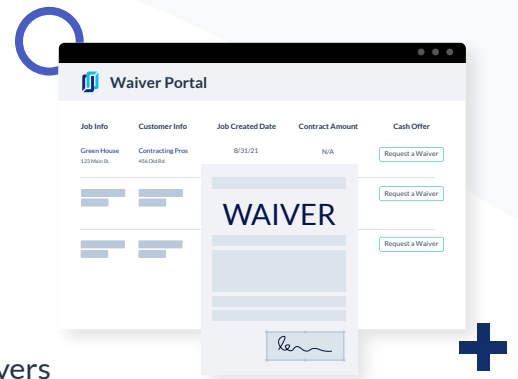 Waiver Portal
Job Info Customer Info Job Created Date Contract Amount Cash Offer
Green House Contracting Pros 8/31/21 N/A Request a Waiver
123 Main St. 456 Old Rd.
Request a Waiver
WAIVER
Request a Waiver